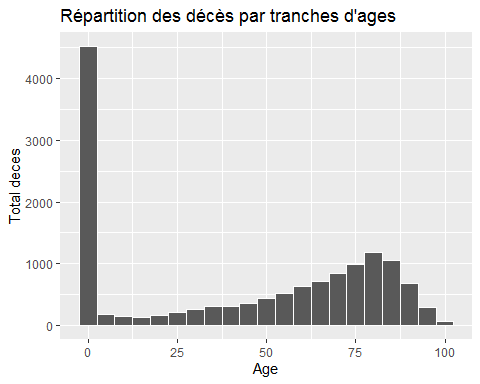 Répartition des décès par tranches d'ages
4000
3000
2000
1000
0
Total deces
0 25 50 75 100
Age